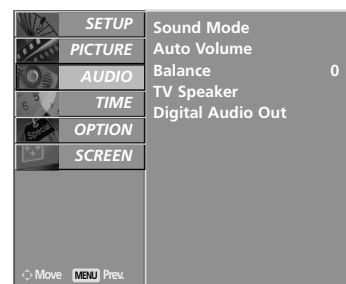 SETUP
PICTURE
AUDIO
TIME
OPTION
SCREEN
Sound Mode
Auto Volume
Balance 0
TV Speaker
Digital Audio Out
Special
Move MENU Prev.